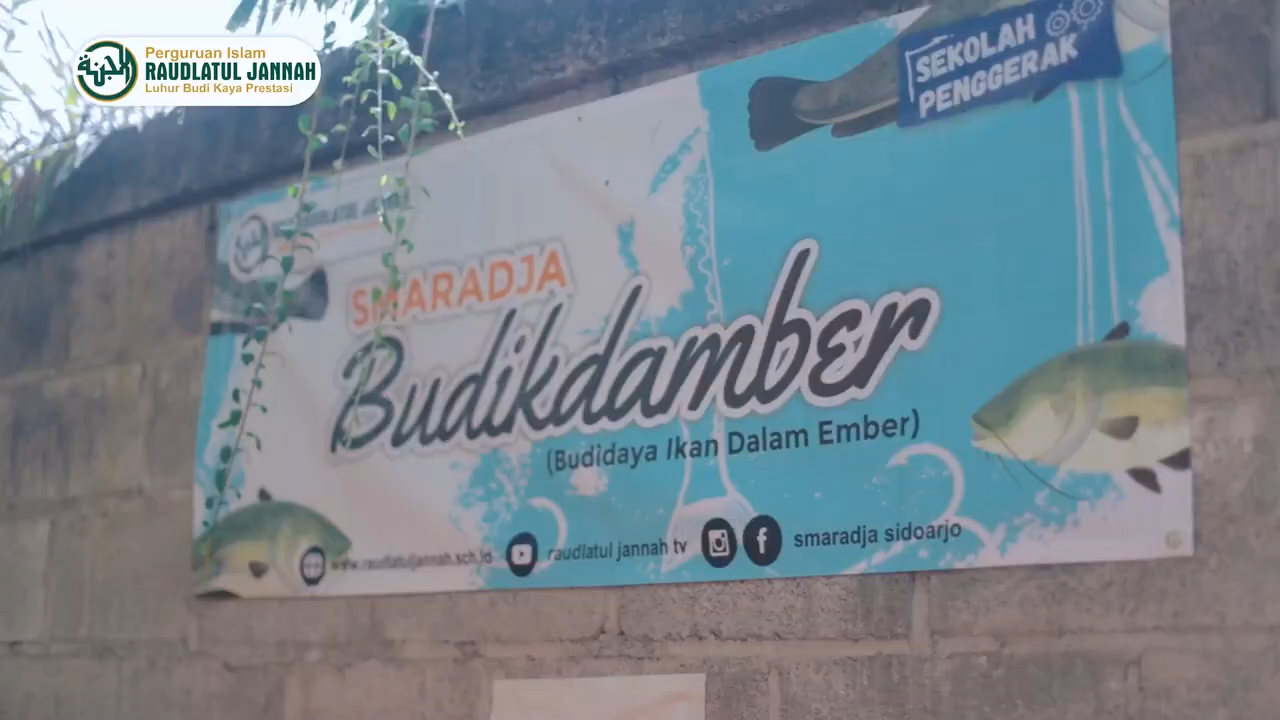 Perguruan Islam
RAUDLATUL JANNAH
Luhur Budi Kaya Prestasi
SEKOLAH
PENGGERAK
SMARADJA
Budikdamber
(Budidaya Ikan Dalam Ember)
www.raudlatuljannah.sch.id
raudlatul jannah tv
smaradja sidoarjo